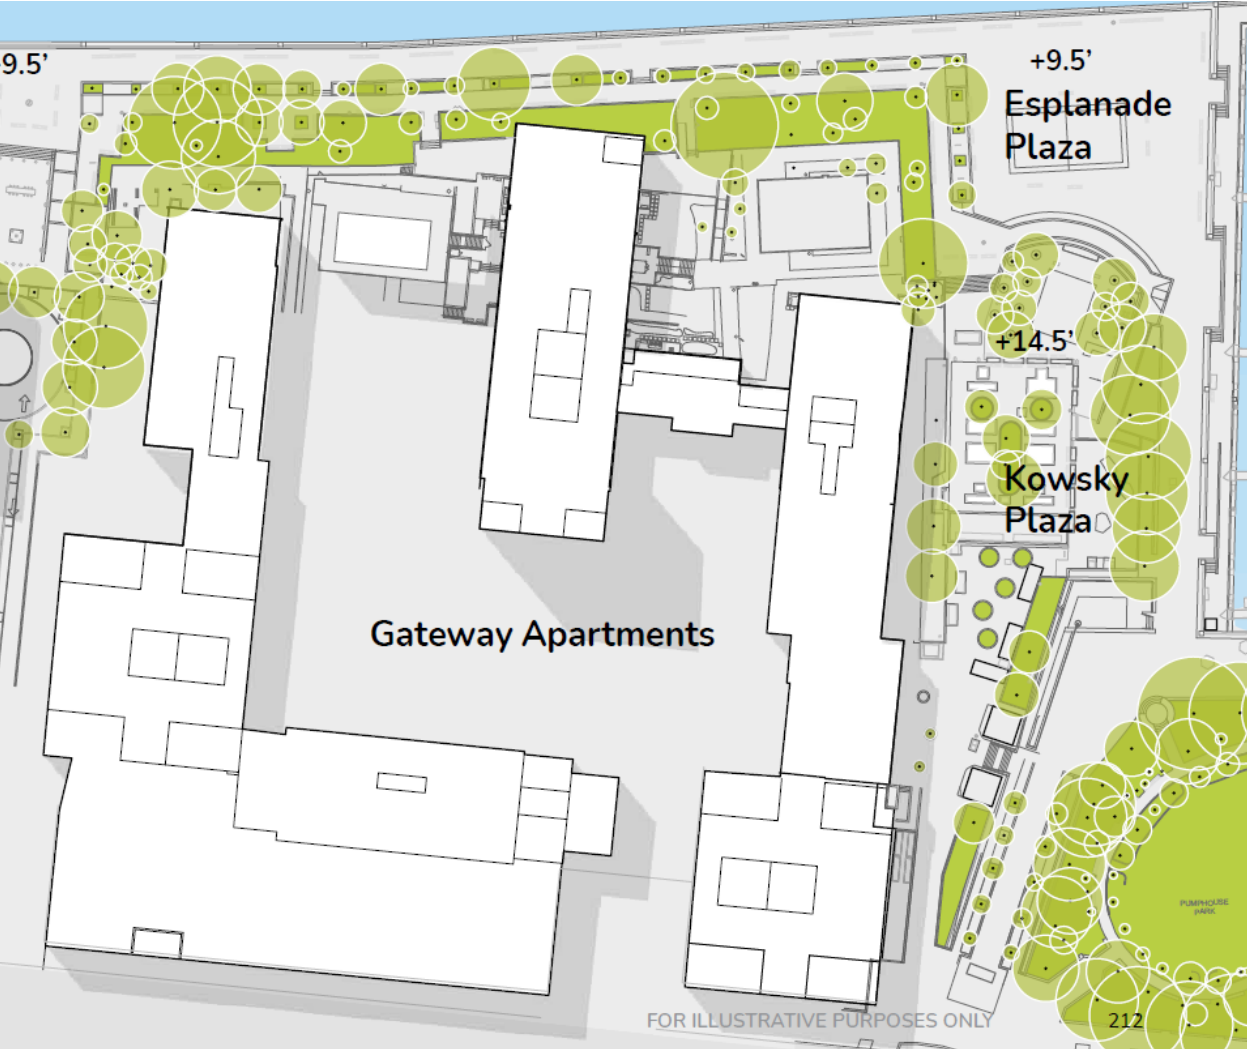 9.5’
+9.5’
Esplanade
Plaza
+14.5’
Kowsky
Plaza
Gateway Apartments
PUMPHOUSE
PARK
FOR ILLUSTRATIVE PURPOSES ONLY
212